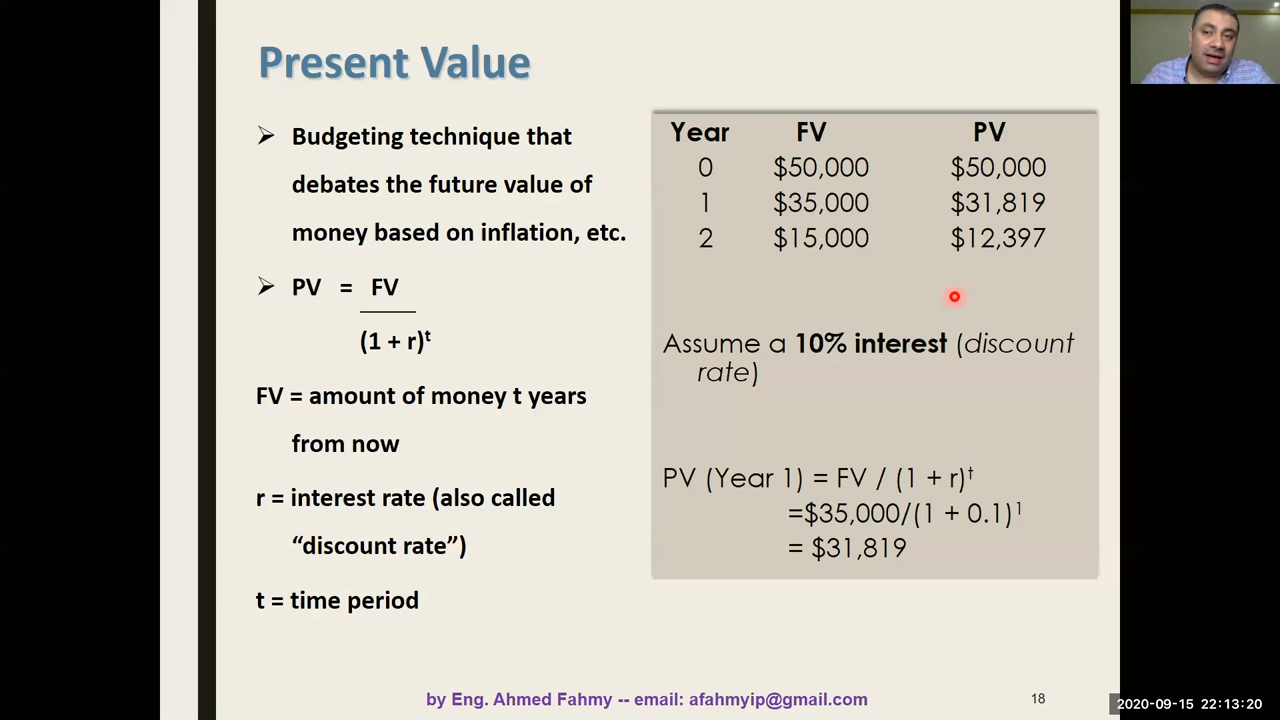 Present Value
➢ Budgeting technique that
debates the future value of
money based on inflation, etc.
➢ PV = FV
(1 + r)ᵗ
FV = amount of money t years
from now
r = interest rate (also called
“discount rate”)
t = time period
Year FV PV
0 $50,000 $50,000
1 $35,000 $31,819
2 $15,000 $12,397
Assume a 10% interest (discount
rate)
PV (Year 1) = FV / (1 + r)ᵗ
=$35,000/(1 + 0.1)¹
= $31,819
by Eng. Ahmed Fahmy -- email: afahmyip@gmail.com
18
2020-09-15 22:13:20